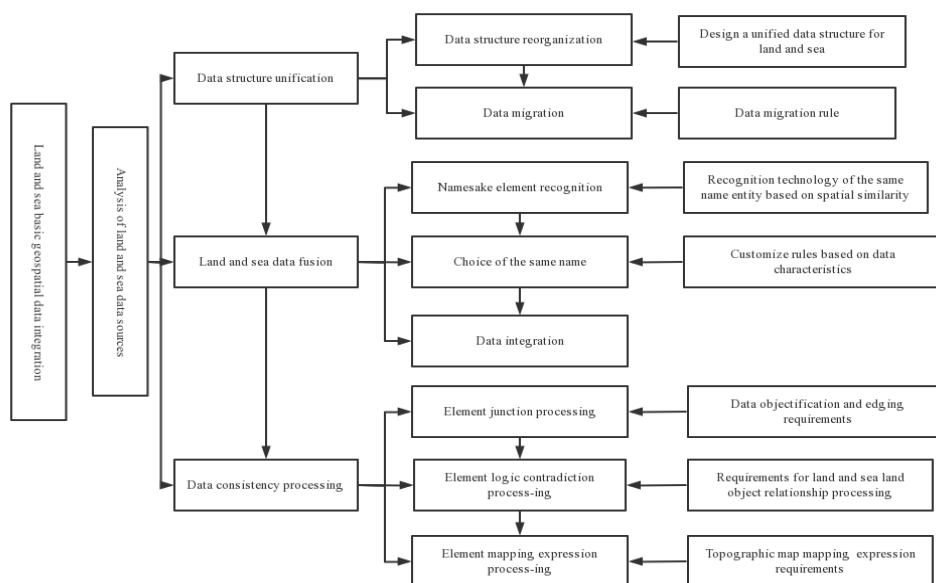 Land and sea basic geospatial data integration
Analysis of land and sea data sources
Data structure unification
Land and sea data fusion
Data consistency processing
Data structure reorganization
Data migration
Namesake element recognition
Choice of the same name
Data integration
Element junction processing
Element logic contradiction
process-ing
Element mapping expression
process-ing
Design a unified data structure for
land and sea
Data migration rule
Recognition technology of the same
name entity based on spatial similarity
Customize rules based on data
characteristics
Data objectification and edging
requirements
Requirements for land and sea land
object relationship processing
Topographic map mapping expression
requirements